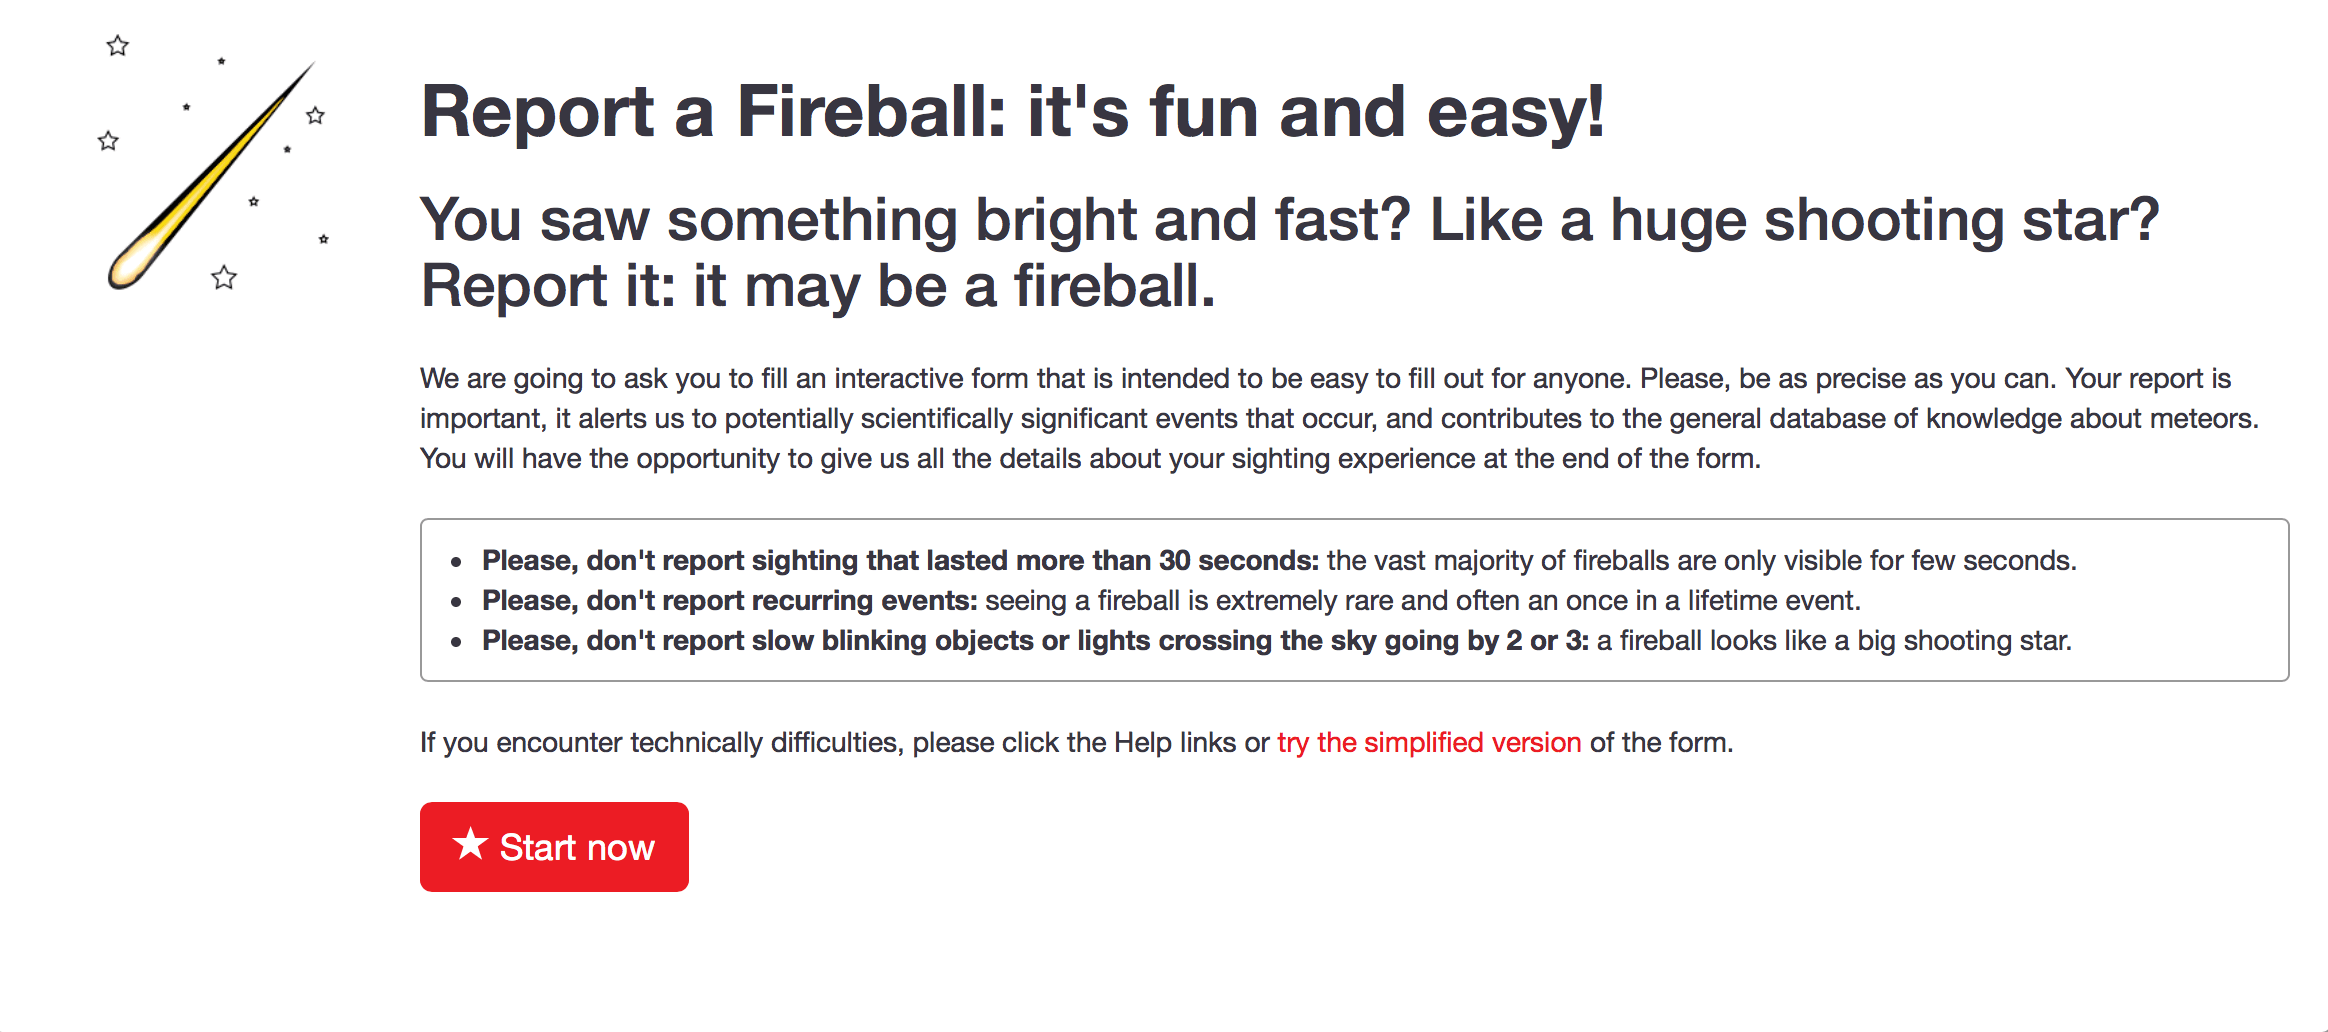 Report a Fireball: it's fun and easy!
You saw something bright and fast? Like a huge shooting star?
Report it: it may be a fireball.
We are going to ask you to fill an interactive form that is intended to be easy to fill out for anyone. Please, be as precise as you can. Your report is
important, it alerts us to potentially scientifically significant events that occur, and contributes to the general database of knowledge about meteors.
You will have the opportunity to give us all the details about your sighting experience at the end of the form.
• Please, don't report sighting that lasted more than 30 seconds: the vast majority of fireballs are only visible for few seconds.
• Please, don't report recurring events: seeing a fireball is extremely rare and often an once in a lifetime event.
• Please, don't report slow blinking objects or lights crossing the sky going by 2 or 3: a fireball looks like a big shooting star.
If you encounter technically difficulties, please click the Help links or try the simplified version of the form.
★ Start now